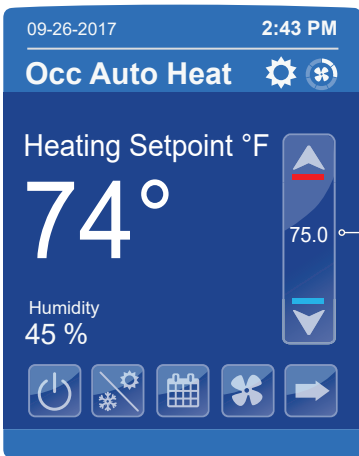 09-26-2017 2:43 PM
Occ Auto Heat
Heating Setpoint °F
74°
75.0
Humidity
45 %